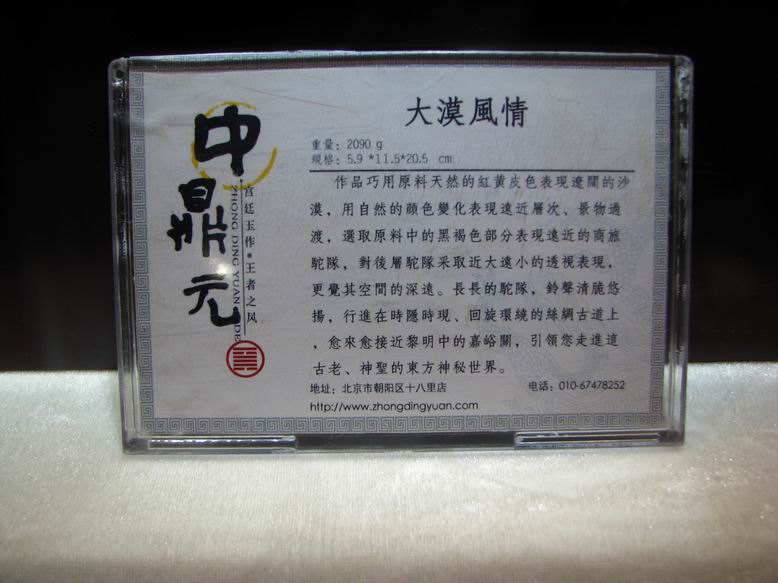 中鼎元
ZHONG DING YUAN JADE
宫廷玉作•王者之风
大漠風情
重量：2090 g
規格：5.9 *11.5*20.5 cm
作品巧用原料天然的紅黃皮色表現遼闊的沙
漠，用自然的顏色變化表現遠近層次、景物過
渡，選取原料中的黑褐色部分表現遠近的商旅
駝隊，對後層駝隊采取近大遠小的透視表現，
更覺其空間的深遠。長長的駝隊，鈴聲清脆悠
揚，行進在時隱時現、回旋環繞的絲綢古道上
，愈來愈接近黎明中的嘉峪關，引領您走進這
古老、神聖的東方神秘世界。
地址：北京市朝阳区十八里店
电话：010-67478252
http://www.zhongdingyuan.com